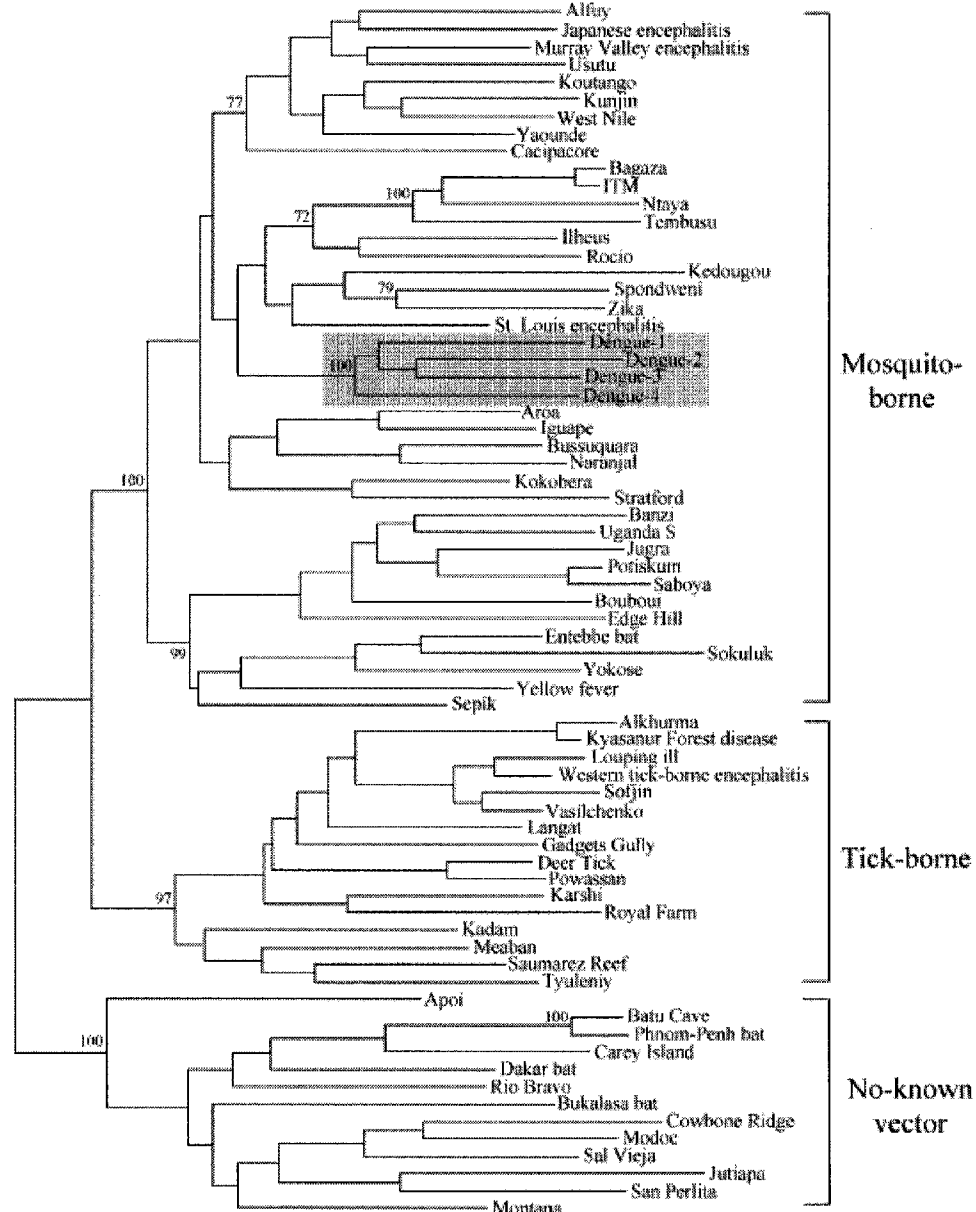 Alfuy
Japanese encephalitis
Murray Valley encephalitis
Usutu
Koutango
77
Kunjin
West Nile
Yaounde
Cacipacore
Bagaza
ITM
100
Ntaya
72
Tembusu
Ilheus
Rocio
Kedougou
79
Spondweni
Zika
St. Louis encephalitis
Dengue-1
Dengue-2
100
Dengue-3
Dengue-4
Mosquito-
borne
Aroa
Iguape
Bussuquara
Naranjal
100
Kokobera
Stratford
Banzi
Uganda S
Jugra
Potiskum
Saboya
Bouboui
Edge Hill
Entebbe bat
99
Sokuluk
Yokose
Yellow fever
Sepik
Alkhurma
Kyasanur Forest disease
Louping ill
Western tick-borne encephalitis
Sofjin
Vasilchenko
Langat
Gadgets Gully
Deer Tick
Powassan
Tick-borne
97
Karshi
Royal Farm
Kadam
Meaban
Saumarez Reef
Tyuleniy
Apoi
100
Batu Cave
100
Phnom-Penh bat
Carey Island
Dakar bat
Rio Bravo
Bukalasa bat
No-known
vector
Cowbone Ridge
Modoc
Sal Vieja
Jutiapa
San Perlita
Montana